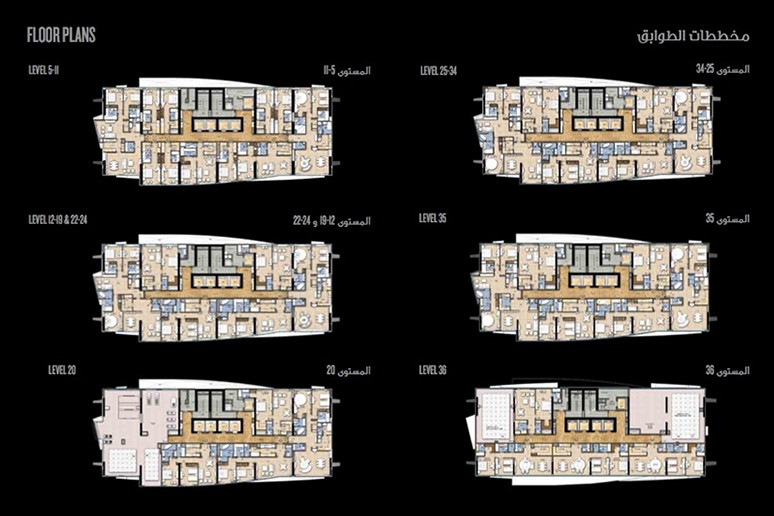 FLOOR PLANS
مخططات الطوابق
LEVEL 5-11
المستوى 5-11
LEVEL 25-34
المستوى 25-34
LEVEL 12-19 & 22-24
المستوى 12-19 و 22-24
LEVEL 35
المستوى 35
LEVEL 20
المستوى 20
LEVEL 36
المستوى 36